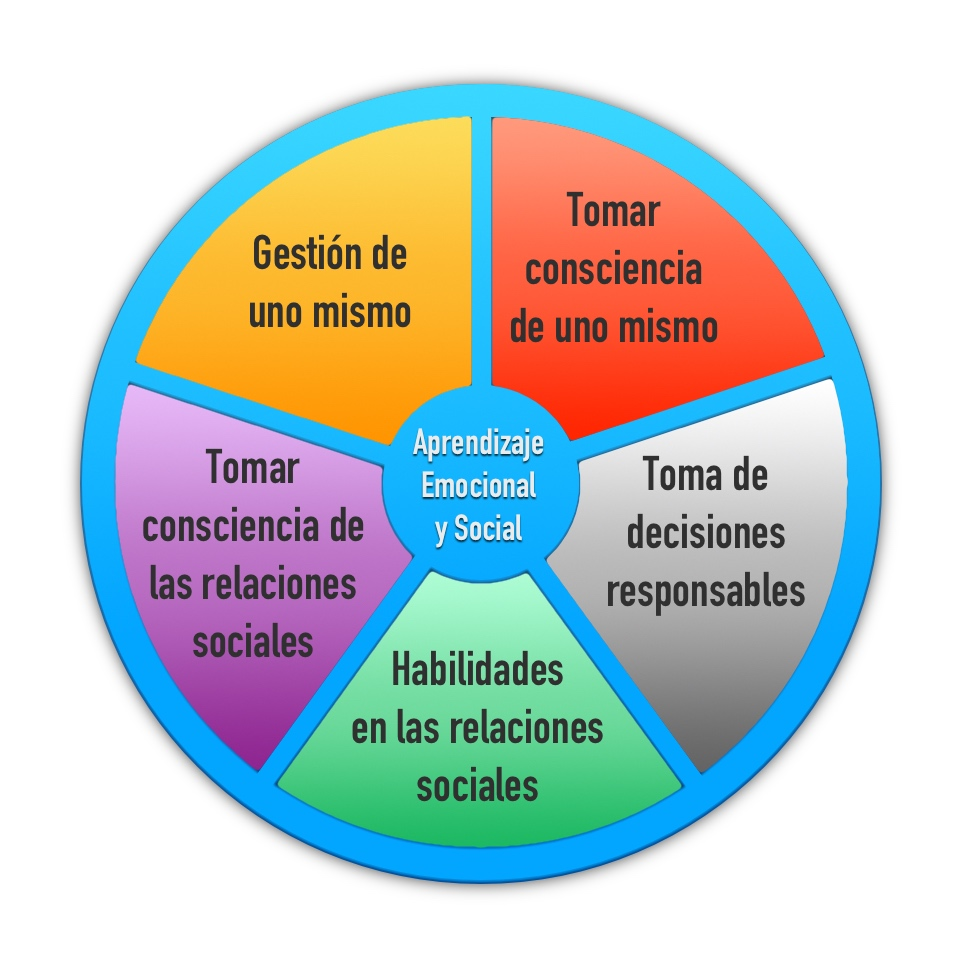 Gestión de
uno mismo
Tomar
consciencia
de uno mismo
Tomar
consciencia de
las relaciones
sociales
Aprendizaje
Emocional
y Social
Toma de
decisiones
responsables
Habilidades
en las relaciones
sociales